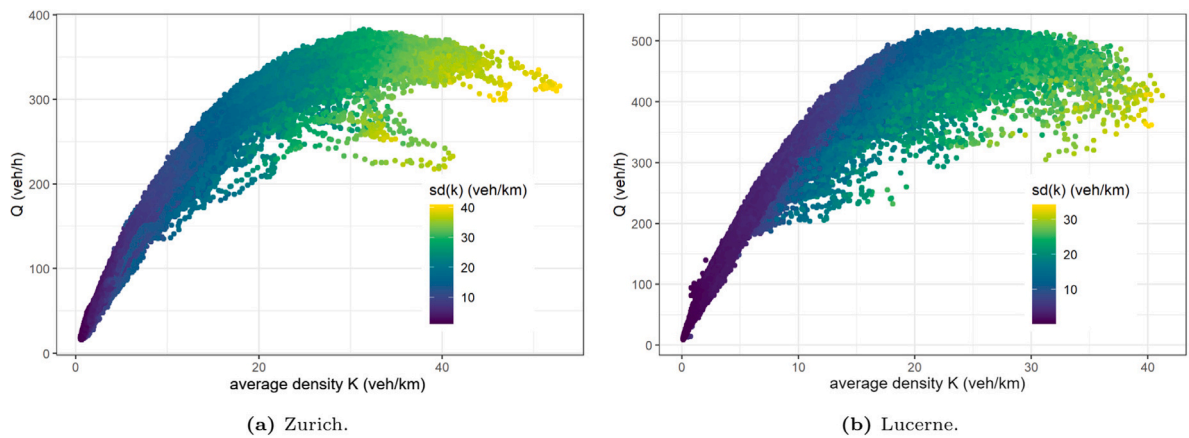 400
300
200
100
0
Q (veh/h)
sd(k) (veh/km)
40
30
20
10
0 20 40
average density K (veh/km)
(a) Zurich.
500
400
300
200
100
0
Q (veh/h)
sd(k) (veh/km)
30
20
10
0 10 20 30 40
average density K (veh/km)
(b) Lucerne.